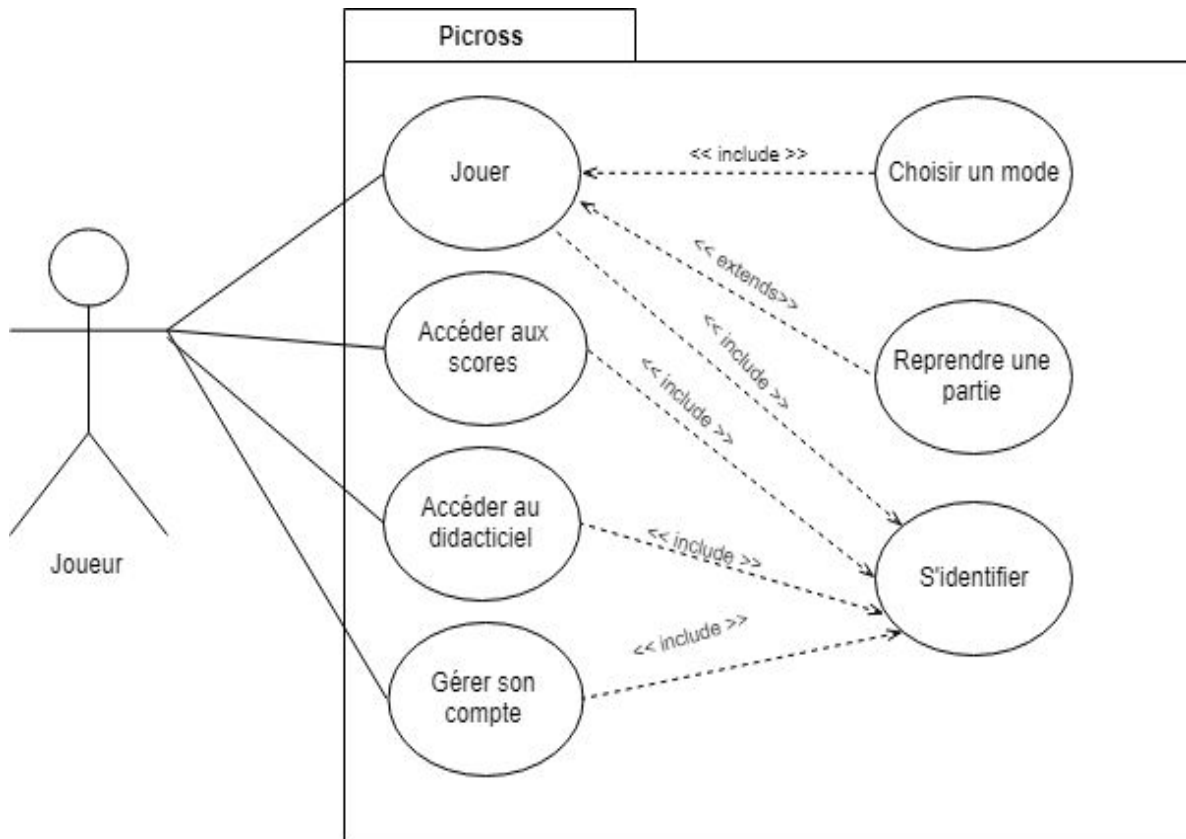 Picross
Jouer
<< include >>
Choisir un mode
<< extends>>
<< include >>
Accéder aux
scores
<< include >>
Reprendre une
partie
Accéder au
didacticiel
<< include >>
S'identifier
Joueur
<< include >>
Gérer son
compte